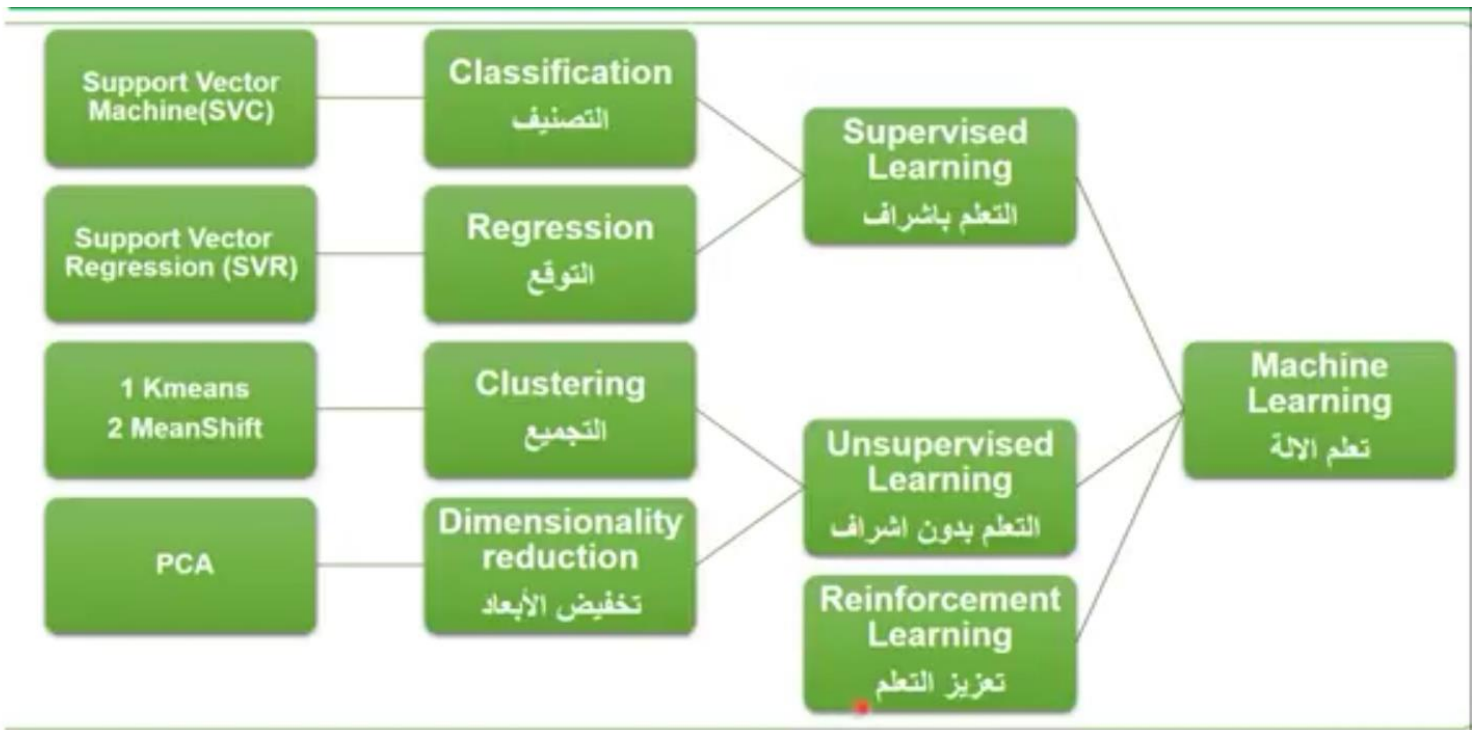 Support Vector
Machine(SVC)
Classification
التصنيف
Supervised
Learning
التعلم باشراف
Support Vector
Regression (SVR)
Regression
التوقع
Machine
Learning
تعلم الالة
1 Kmeans
2 MeanShift
Clustering
التجميع
Unsupervised
Learning
التعلم بدون اشراف
PCA
Dimensionality
reduction
تخفيض الأبعاد
Reinforcement
Learning
تعزيز التعلم